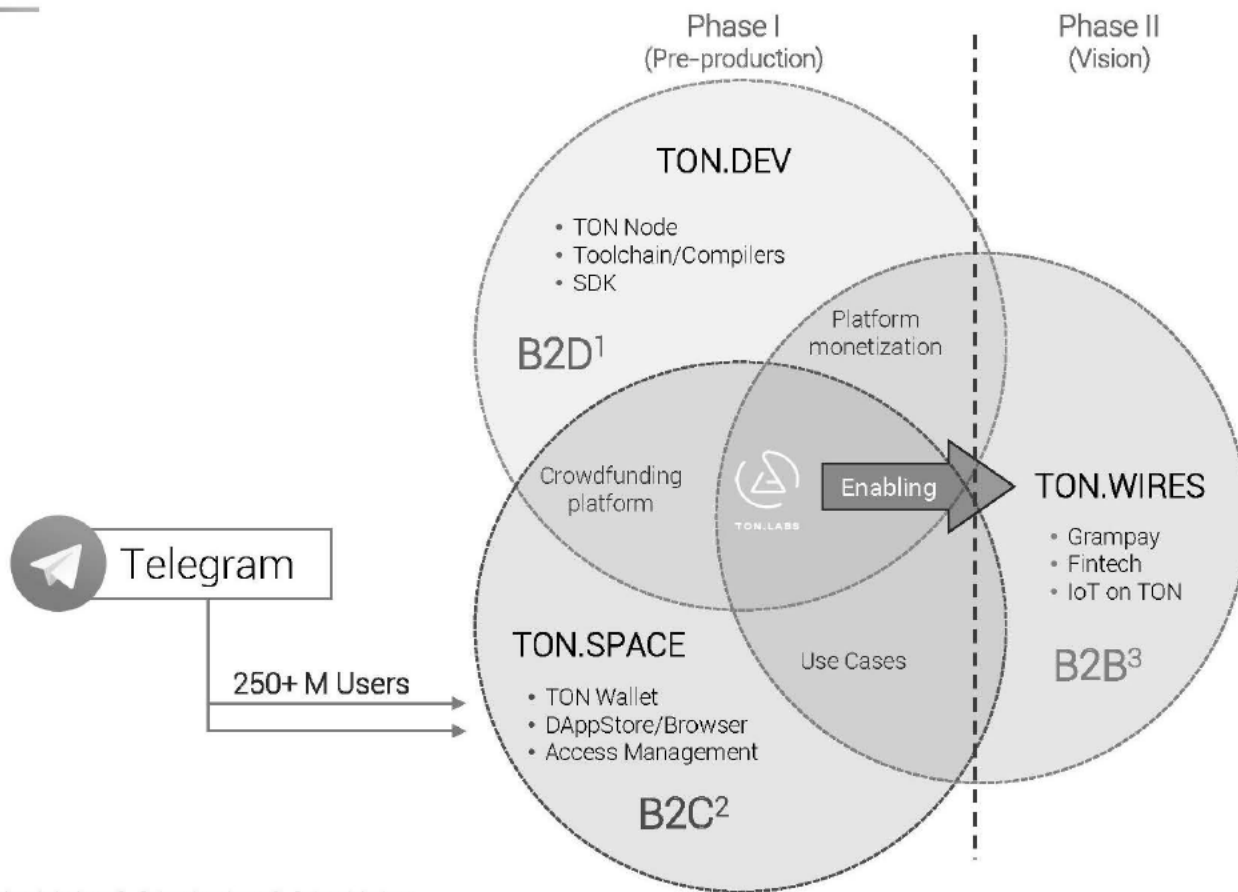 Phase I
(Pre-production)
Phase II
(Vision)
TON.DEV
• TON Node
• Toolchain/Compilers
• SDK
B2D¹
Platform
monetization
Crowdfunding
platform
TON.LABS
Enabling
TON.WIRES
• Grampay
• Fintech
• IoT on TON
B2B³
Telegram
250+ M Users
TON.SPACE
• TON Wallet
• DAppStore/Browser
• Access Management
B2C²
Use Cases